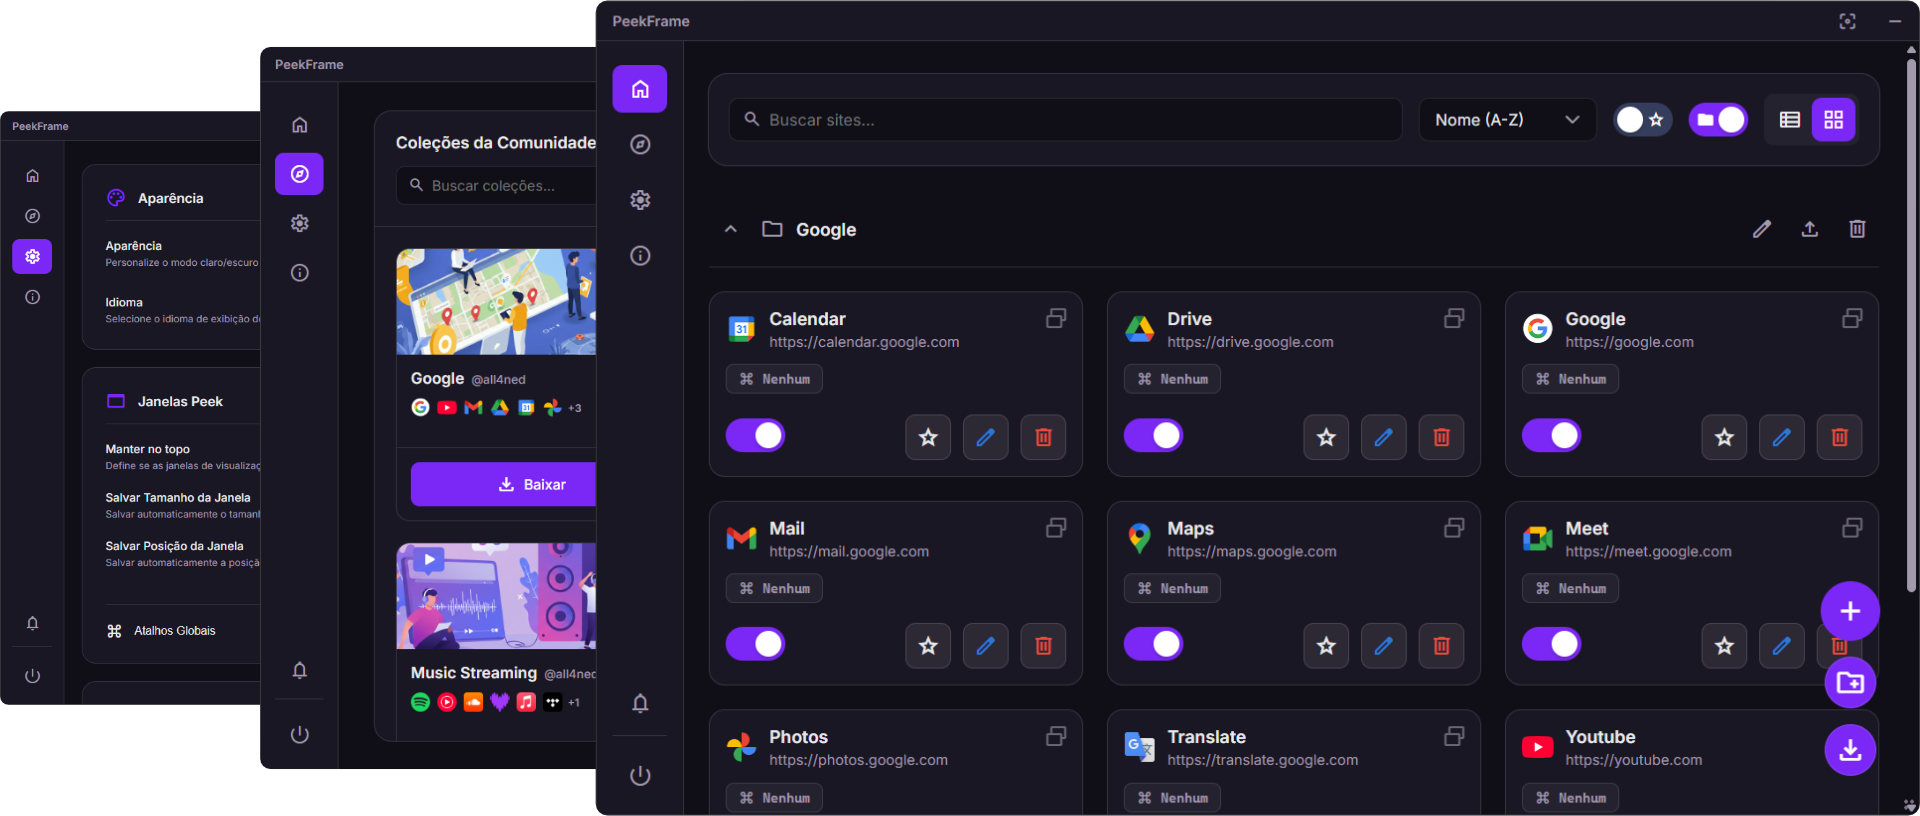 PeekFrame
Aparência
Aparência
Personalize o modo claro/escuro
Idioma
Selecione o idioma de exibição d
Janelas Peek
Manter no topo
Define se as janelas de visualizaç
Salvar Tamanho da Janela
Salvar automaticamente o taman
Salvar Posição da Janela
Salvar automaticamente a posiçã
Atalhos Globais
PeekFrame
Coleções da Comunidade
Buscar coleções...
Google @all4ned
31
+3
Baixar
Music Streaming @all4ned
+1
PeekFrame
Buscar sites...
Nome (A-Z)
Google
31
Calendar
https://calendar.google.com
Nenhum
Drive
https://drive.google.com
Nenhum
Google
https://google.com
Nenhum
Mail
https://mail.google.com
Nenhum
Maps
https://maps.google.com
Nenhum
Meet
https://meet.google.com
Nenhum
Photos
https://photos.google.com
Nenhum
Translate
https://translate.google.com
Nenhum
Youtube
https://youtube.com
Nenhum